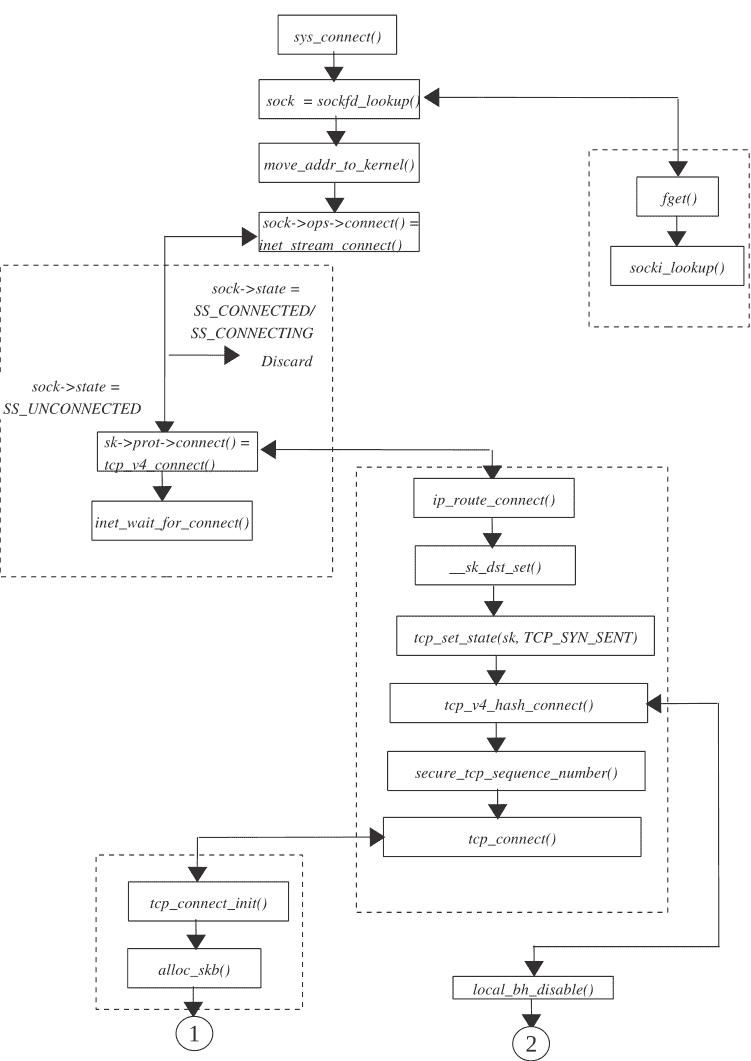 sys_connect()
sock = sockfd_lookup()
move_addr_to_kernel()
fget()
sock->ops->connect() =
inet_stream_connect()
socki_lookup()
sock->state =
SS_CONNECTED/
SS_CONNECTING
Discard
sock->state =
SS_UNCONNECTED
sk->prot->connect() =
tcp_v4_connect()
inet_wait_for_connect()
ip_route_connect()
__sk_dst_set()
tcp_set_state(sk, TCP_SYN_SENT)
tcp_v4_hash_connect()
secure_tcp_sequence_number()
tcp_connect()
tcp_connect_init()
alloc_skb()
local_bh_disable()
1
2